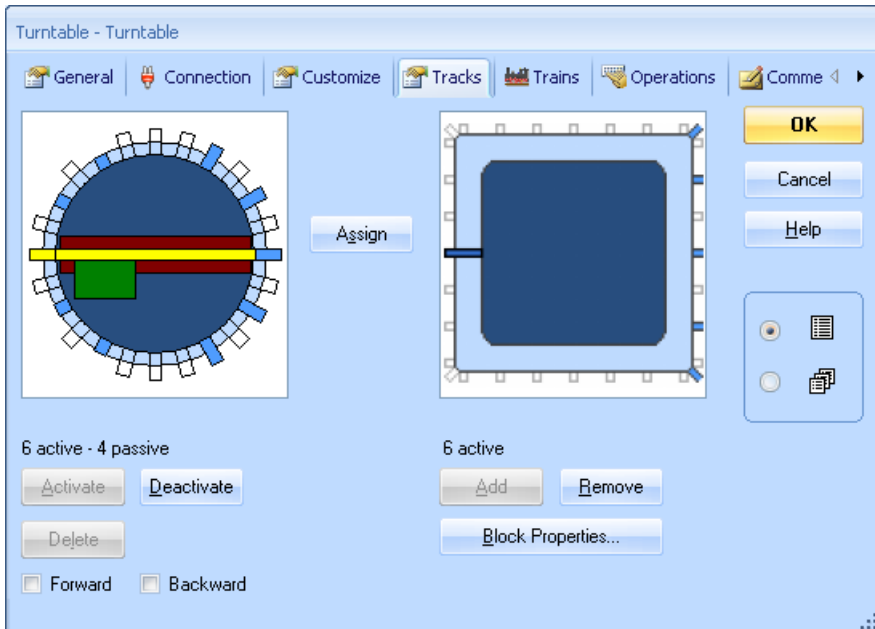 Turntable - Turntable
General Connection Customize Tracks Trains Operations Comme
OK
Assign
Cancel
Help
6 active - 4 passive
6 active
Activate Deactivate
Add Remove
Delete
Block Properties...
Forward Backward